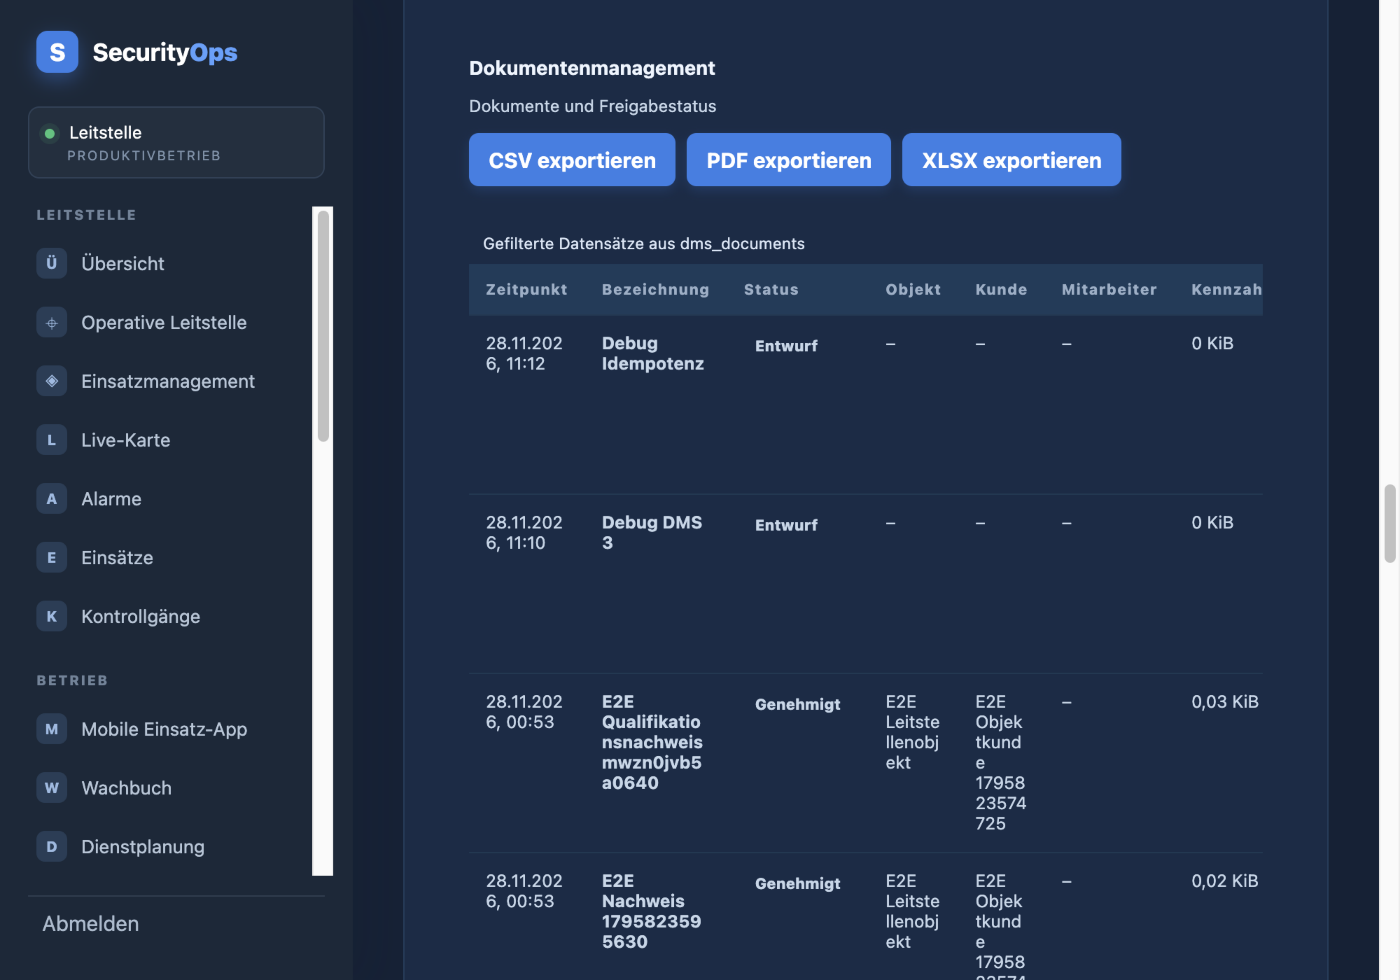 S SecurityOps
Leitstelle
PRODUKTIVBETRIEB
LEITSTELLE
Ü Übersicht
Operative Leitstelle
Einsatzmanagement
L Live-Karte
A Alarme
E Einsätze
K Kontrollgänge
BETRIEB
M Mobile Einsatz-App
W Wachbuch
D Dienstplanung
Abmelden
Dokumentenmanagement
Dokumente und Freigabestatus
CSV exportieren PDF exportieren XLSX exportieren
Gefilterte Datensätze aus dms_documents
Zeitpunkt Bezeichnung Status Objekt Kunde Mitarbeiter Kennzah
28.11.202 Debug Entwurf – – – 0 KiB
6, 11:12 Idempotenz
28.11.202 Debug DMS Entwurf – – – 0 KiB
6, 11:10 3
28.11.202 E2E Genehmigt E2E E2E – 0,03 KiB
6, 00:53 Qualifikatio Leitste Objek
nsnachweis llenobj tkund
mwzn0jvb5 ekt e
a0640 17958
23574
725
28.11.202 E2E Genehmigt E2E E2E – 0,02 KiB
6, 00:53 Nachweis Leitste Objek
179582359 llenobj tkund
5630 ekt e
17958